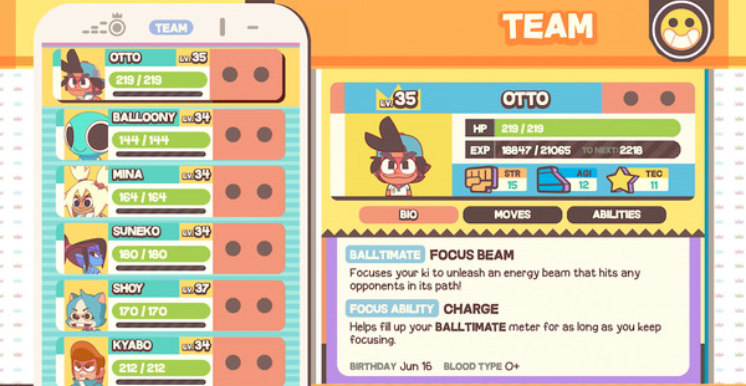 TEAM
OTTO LV.35
219 / 219
BALLOONY LV.34
144 / 144
MINA LV.34
164 / 164
SUNEKO LV.34
180 / 180
SHOY LV.37
170 / 170
KYABO LV.34
212 / 212
TEAM
LV.35 OTTO
HP 219 / 219
EXP 18847 / 21065 TO NEXT: 2218
STR 15 AGI 12 TEC 11
BIO MOVES ABILITIES
BALLTIMATE FOCUS BEAM
Focuses your ki to unleash an energy beam that hits any
opponents in its path!
FOCUS ABILITY CHARGE
Helps fill up your BALLTIMATE meter for as long as you keep
focusing.
BIRTHDAY Jun 16 BLOOD TYPE O+